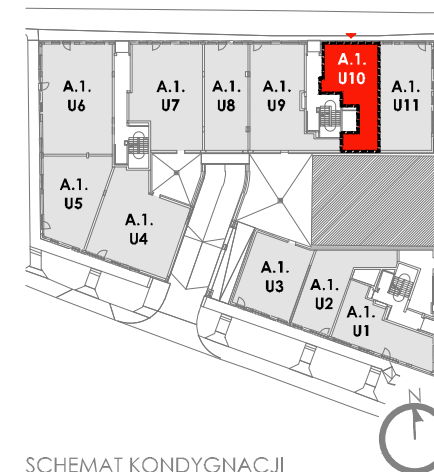 A.1.
U6
A.1.
U7
A.1.
U8
A.1.
U9
A.1.
U10
A.1.
U11
A.1.
U5
A.1.
U4
A.1.
U3
A.1.
U2
A.1.
U1
N
SCHEMAT KONDYGNACJI